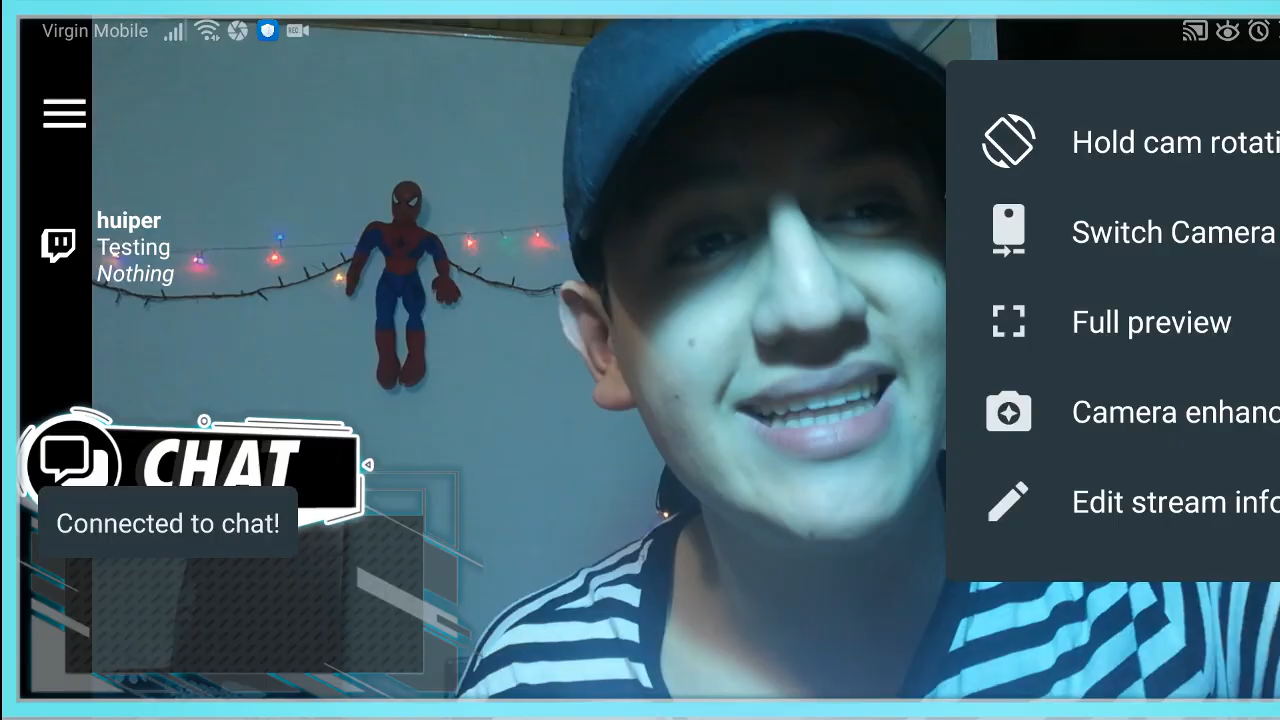 Virgin Mobile
REC
huiper
Testing
Nothing
CHAT
Connected to chat!
Hold cam rotati
Switch Camera
Full preview
Camera enhanc
Edit stream info